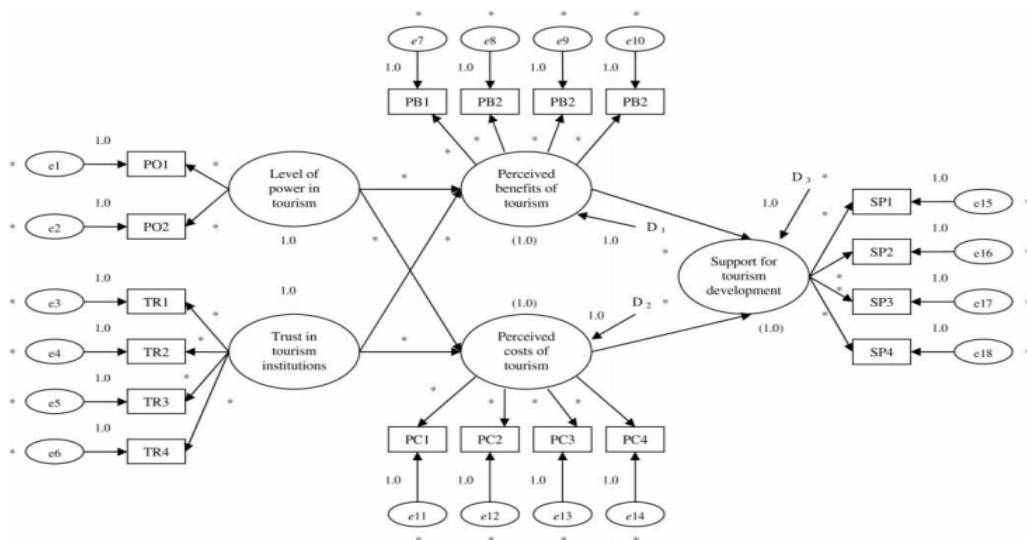 * * * *
e7 e8 e9 e10
1.0 1.0 1.0 1.0
PB1 PB2 PB2 PB2
* * * *
1.0
* e1 PO1 *
1.0
* e2 PO2 *
Level of
power in
tourism
1.0
*
*
Perceived
benefits of
tourism
(1.0)
D 1
1.0
*
D 3 *
1.0
1.0
* e3 TR1 *
1.0
* e4 TR2 *
1.0
* e5 TR3 *
1.0
* e6 TR4 *
1.0
Trust in
tourism
institutions
*
*
(1.0)
Perceived
costs of
tourism
D 2 *
1.0
Support for
tourism
development
(1.0)
* SP1 1.0 e15 *
* SP2 1.0 e16 *
* SP3 1.0 e17 *
* SP4 1.0 e18 *
* * * *
PC1 PC2 PC3 PC4
1.0 1.0 1.0 1.0
e11 e12 e13 e14
* * * *